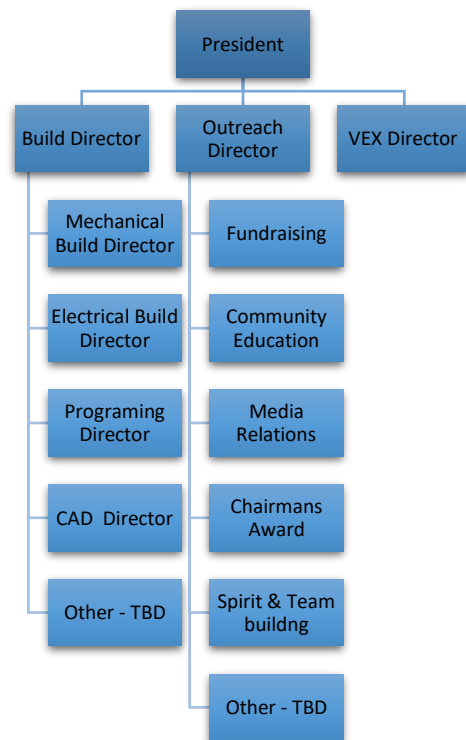 President
Build Director
Outreach
Director
VEX Director
Mechanical
Build Director
Electrical Build
Director
Programing
Director
CAD  Director
Other - TBD
Fundraising
Community
Education
Media
Relations
Chairmans
Award
Spirit & Team
buildng
Other - TBD